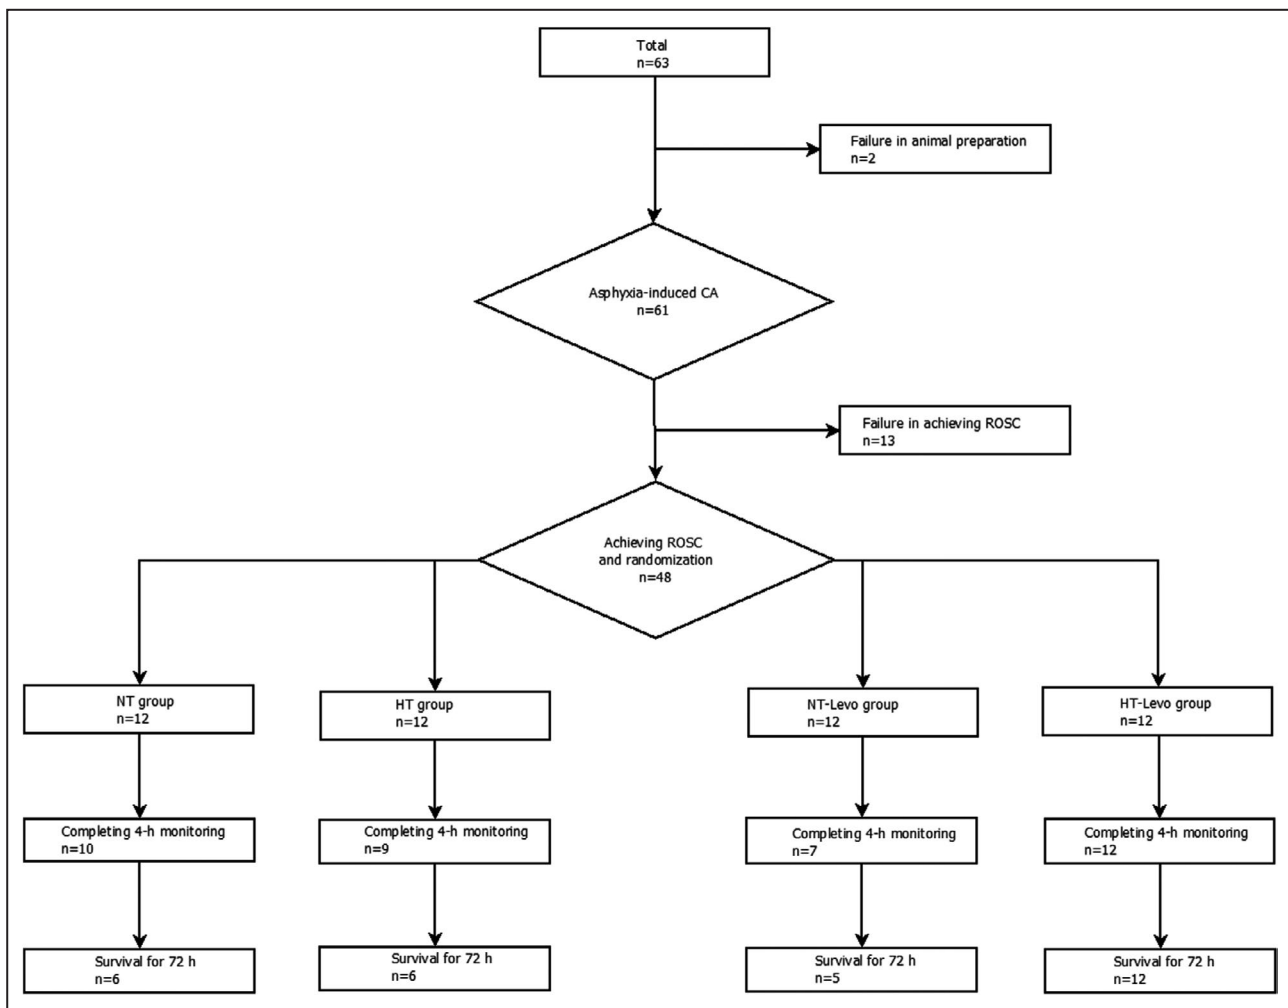 Total
n=63
Failure in animal preparation
n=2
Asphyxia-induced CA
n=61
Failure in achieving ROSC
n=13
Achieving ROSC
and randomization
n=48
NT group
n=12
HT group
n=12
NT-Levo group
n=12
HT-Levo group
n=12
Completing 4-h monitoring
n=10
Completing 4-h monitoring
n=9
Completing 4-h monitoring
n=7
Completing 4-h monitoring
n=12
Survival for 72 h
n=6
Survival for 72 h
n=6
Survival for 72 h
n=5
Survival for 72 h
n=12